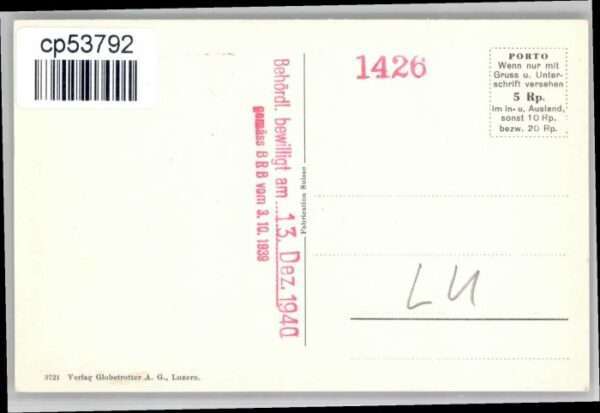 cp53792
1426
PORTO
Wenn nur mit
Gruss u. Unter-
schrift versehen
5 Rp.
im In- u. Ausland,
sonst 10 Rp.
bezw. 20 Rp.
Behördl. bewilligt am 13. Dez. 1940
gemäss B R B vom 3. 10. 1939
Fabrication Suisse
LU
3721 Verlag Globetrotter A. G., Luzern.